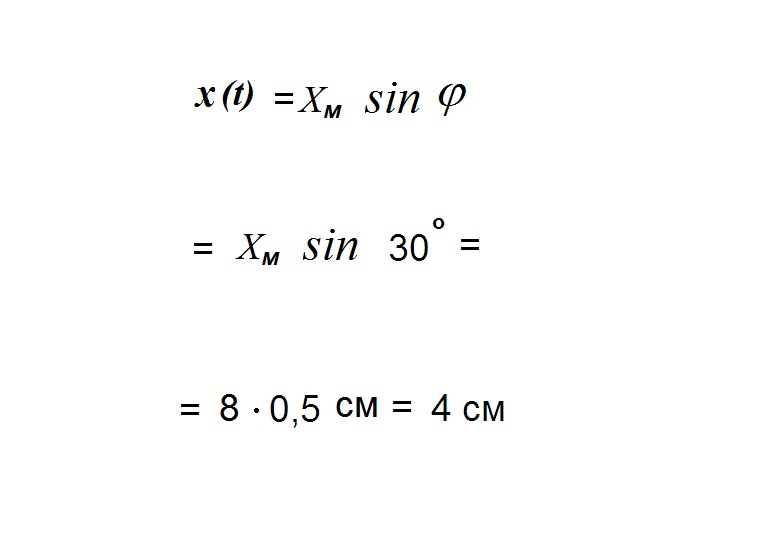 x(t) = Xм sin φ
= Xм sin 30° =
= 8 · 0,5 см = 4 см